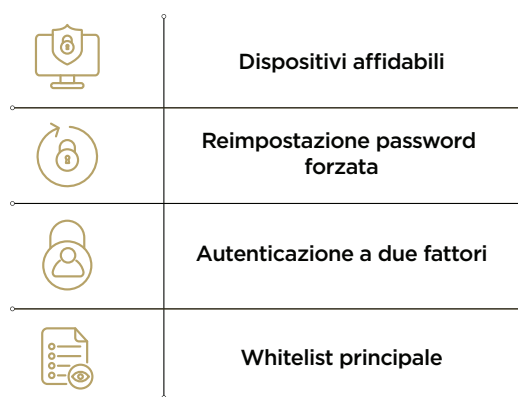 Dispositivi affidabili
Reimpostazione password
forzata
Autenticazione a due fattori
Whitelist principale